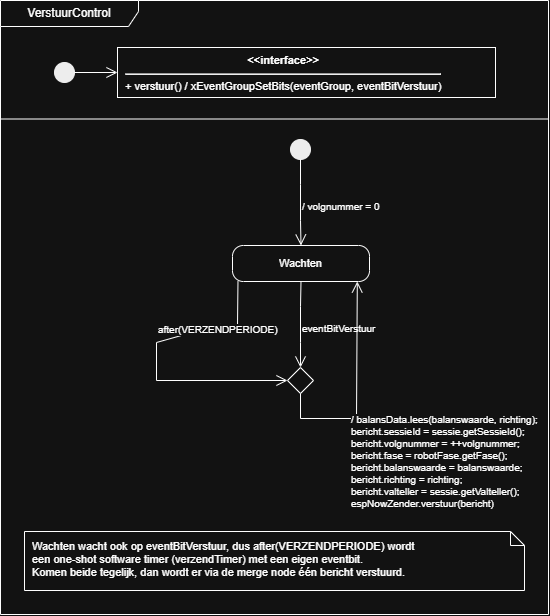 VerstuurControl
<<interface>>
+ verstuur() / xEventGroupSetBits(eventGroup, eventBitVerstuur)
/ volgnummer = 0
Wachten
after(VERZENDPERIODE)
eventBitVerstuur
/ balansData.lees(balanswaarde, richting);
bericht.sessieId = sessie.getSessieId();
bericht.volgnummer = ++volgnummer;
bericht.fase = robotFase.getFase();
bericht.balanswaarde = balanswaarde;
bericht.richting = richting;
bericht.valteller = sessie.getValteller();
espNowZender.verstuur(bericht)
Wachten wacht ook op eventBitVerstuur, dus after(VERZENDPERIODE) wordt
een one-shot software timer (verzendTimer) met een eigen eventbit.
Komen beide tegelijk, dan wordt er via de merge node één bericht verstuurd.